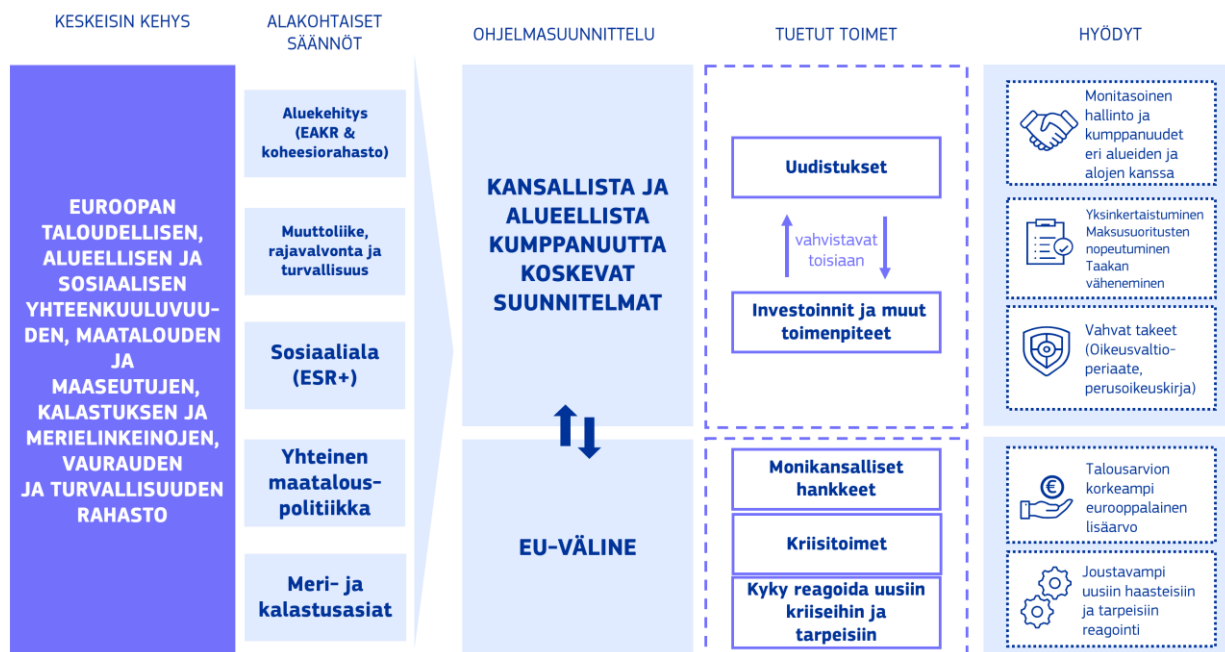 KESKEISIN KEHYS
EUROOPAN
TALOUDELLISEN,
ALUEELLISEN JA
SOSIAALISEN
YHTEENKUULUVUU-
DEN, MAATALOUDEN
JA
MAASEUTUJEN,
KALASTUKSEN JA
MERIELINKEINOJEN,
VAURAUDEN
JA TURVALLISUUDEN
RAHASTO
ALAKOHTAISET
SÄÄNNÖT
Aluekehitys
(EAKR &
koheesiorahasto)
Muuttoliike,
rajavalvonta ja
turvallisuus
Sosiaaliala
(ESR+)
Yhteinen
maatalous-
politiikka
Meri- ja
kalastusasiat
OHJELMASUUNNITTELU
KANSALLISTA JA
ALUEELLISTA
KUMPPANUUTTA
KOSKEVAT
SUUNNITELMAT
EU-VÄLINE
TUETUT TOIMET
Uudistukset
vahvistavat
toisiaan
Investoinnit ja muut
toimenpiteet
Monikansalliset
hankkeet
Kriisitoimet
Kyky reagoida uusiin
kriiseihin ja
tarpeisiin
HYÖDYT
Monitasoinen
hallinto ja
kumppanuudet
eri alueiden ja
alojen kanssa
Yksinkertaistuminen
Maksusuoritusten
nopeutuminen
Taakan
väheneminen
Vahvat takeet
(Oikeusvaltio-
periaate,
perusoikeuskirja)
€
Talousarvion
korkeampi
eurooppalainen
lisäarvo
Joustavampi
uusiin haasteisiin
ja tarpeisiin
reagointi